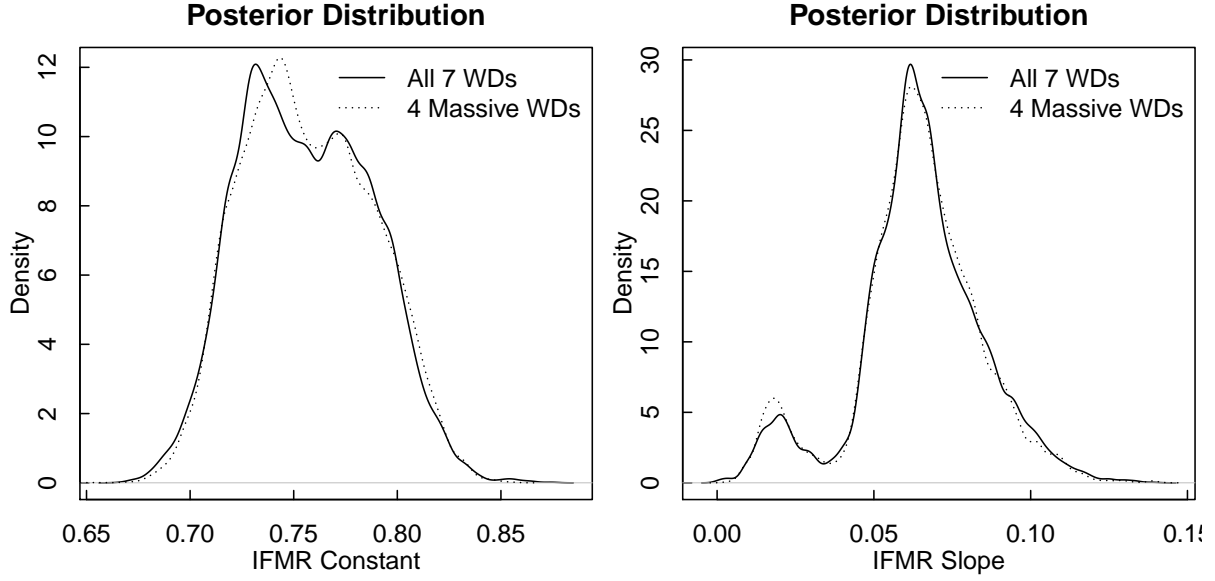 Posterior Distribution
All 7 WDs
4 Massive WDs
Density
0
2
4
6
8
10
12
0.65
0.70
0.75
0.80
0.85
IFMR Constant
Posterior Distribution
All 7 WDs
4 Massive WDs
Density
0
5
10
15
20
25
30
0.00
0.05
0.10
0.15
IFMR Slope